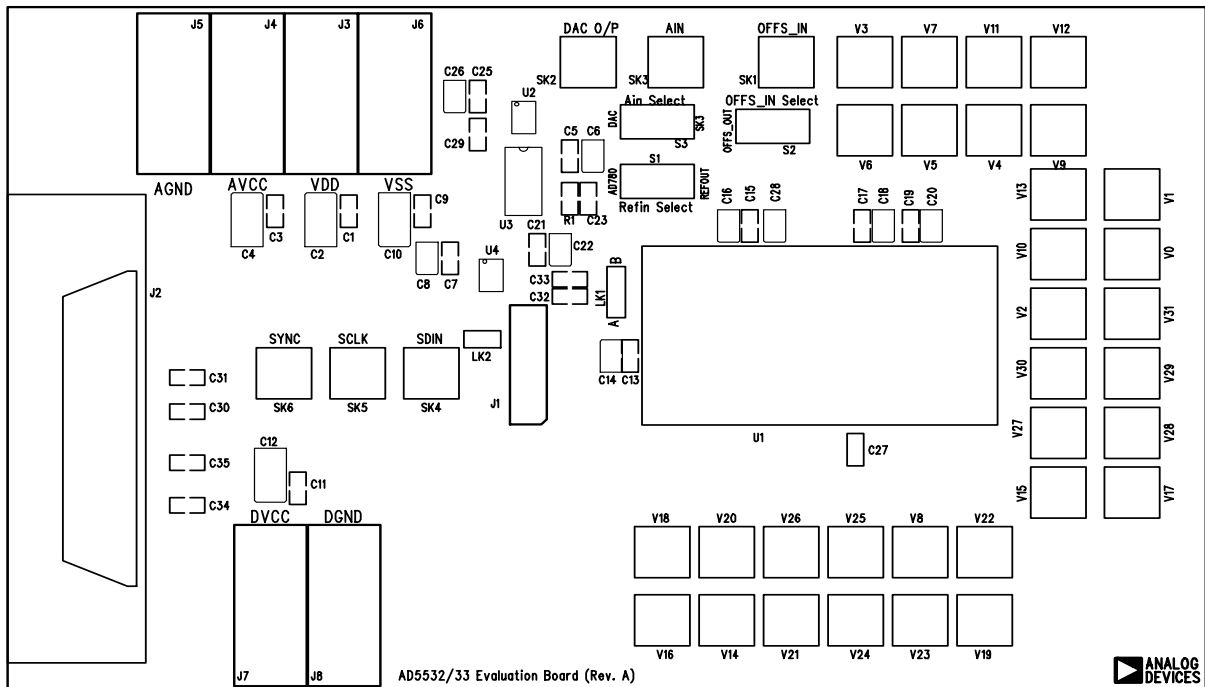 J5 J4 J3 J6
DAC O/P AIN OFFS_IN V3 V7 V11 V12
C26 C25
U2
SK2 SK3 SK1
Ain Select OFFS_IN Select
DAC SK3 OFFS_OUT
C29 C5 C6 S3 S2
V6 V5 V4 V9
S1
AD780 REFOUT
Refin Select
AGND AVCC VDD VSS
U3 R1 C23
V13 V1
C9 C3 C1
C4 C2 C10
C21 C22
C16 C15 C28 C17 C18 C19 C20
V10 V0
U4
C8 C7
C33
C32
B
LK1
A
J2
V2 V31
SYNC SCLK SDIN
LK2
C14 C13
V30 V29
C31
C30
SK6 SK5 SK4
J1
U1
V27 V28
C12
C35
C27
C11
C34
V15 V17
DVCC DGND
V18 V20 V26 V25 V8 V22
V16 V14 V21 V24 V23 V19
J7 J8
AD5532/33 Evaluation Board (Rev. A)
ANALOG
DEVICES